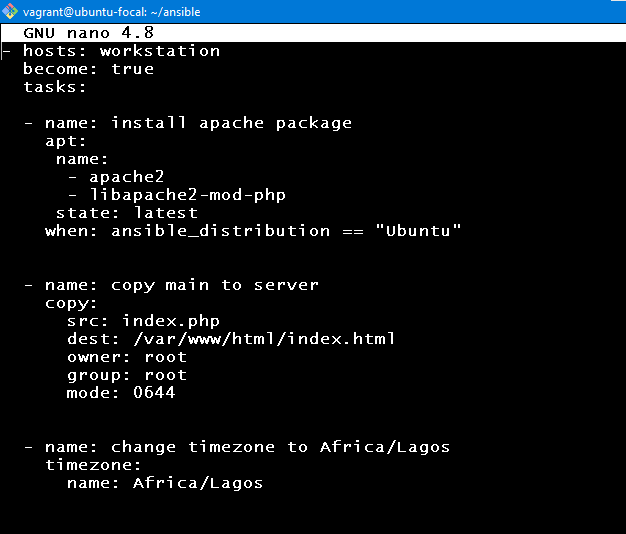 vagrant@ubuntu-focal: ~/ansible
GNU nano 4.8
- hosts: workstation
  become: true
  tasks:

  - name: install apache package
    apt:
     name:
      - apache2
      - libapache2-mod-php
     state: latest
    when: ansible_distribution == "Ubuntu"


  - name: copy main to server
    copy:
      src: index.php
      dest: /var/www/html/index.html
      owner: root
      group: root
      mode: 0644


  - name: change timezone to Africa/Lagos
    timezone:
      name: Africa/Lagos